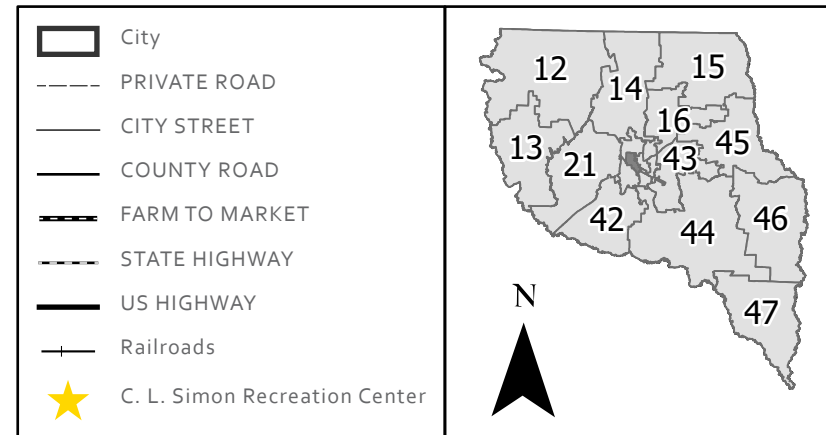 City
PRIVATE ROAD
CITY STREET
COUNTY ROAD
FARM TO MARKET
STATE HIGHWAY
US HIGHWAY
Railroads
C. L. Simon Recreation Center
12
14
15
16
13
21
43
45
42
44
46
47
N